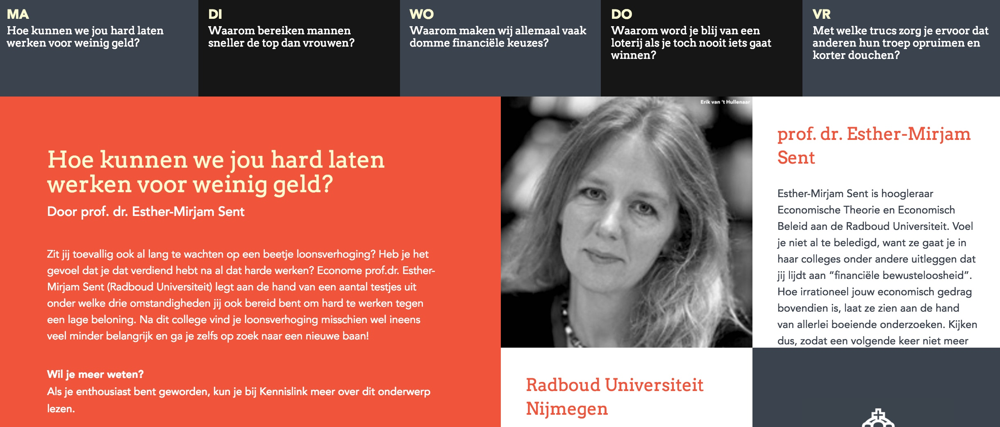 MA
Hoe kunnen we jou hard laten
werken voor weinig geld?
DI
Waarom bereiken mannen
sneller de top dan vrouwen?
WO
Waarom maken wij allemaal vaak
domme financiële keuzes?
DO
Waarom word je blij van een
loterij als je toch nooit iets gaat
winnen?
VR
Met welke trucs zorg je ervoor dat
anderen hun troep opruimen en
korter douchen?
Hoe kunnen we jou hard laten
werken voor weinig geld?
Door prof. dr. Esther-Mirjam Sent
Zit jij toevallig ook al lang te wachten op een beetje loonsverhoging? Heb je het
gevoel dat je dat verdiend hebt na al dat harde werken? Econome prof.dr. Esther-
Mirjam Sent (Radboud Universiteit) legt aan de hand van een aantal testjes uit
onder welke drie omstandigheden jij ook bereid bent om hard te werken tegen
een lage beloning. Na dit college vind je loonsverhoging misschien wel ineens
veel minder belangrijk en ga je zelfs op zoek naar een nieuwe baan!
Wil je meer weten?
Als je enthousiast bent geworden, kun je bij Kennislink meer over dit onderwerp
lezen.
Erik van 't Hullenaar
prof. dr. Esther-Mirjam
Sent
Esther-Mirjam Sent is hoogleraar
Economische Theorie en Economisch
Beleid aan de Radboud Universiteit. Voel
je niet al te beledigd, want ze gaat je in
haar colleges onder andere uitleggen dat
jij lijdt aan “financiële bewusteloosheid”.
Hoe irrationeel jouw economisch gedrag
bovendien is, laat ze zien aan de hand
van allerlei boeiende onderzoeken. Kijken
dus, zodat een volgende keer niet meer
Radboud Universiteit
Nijmegen